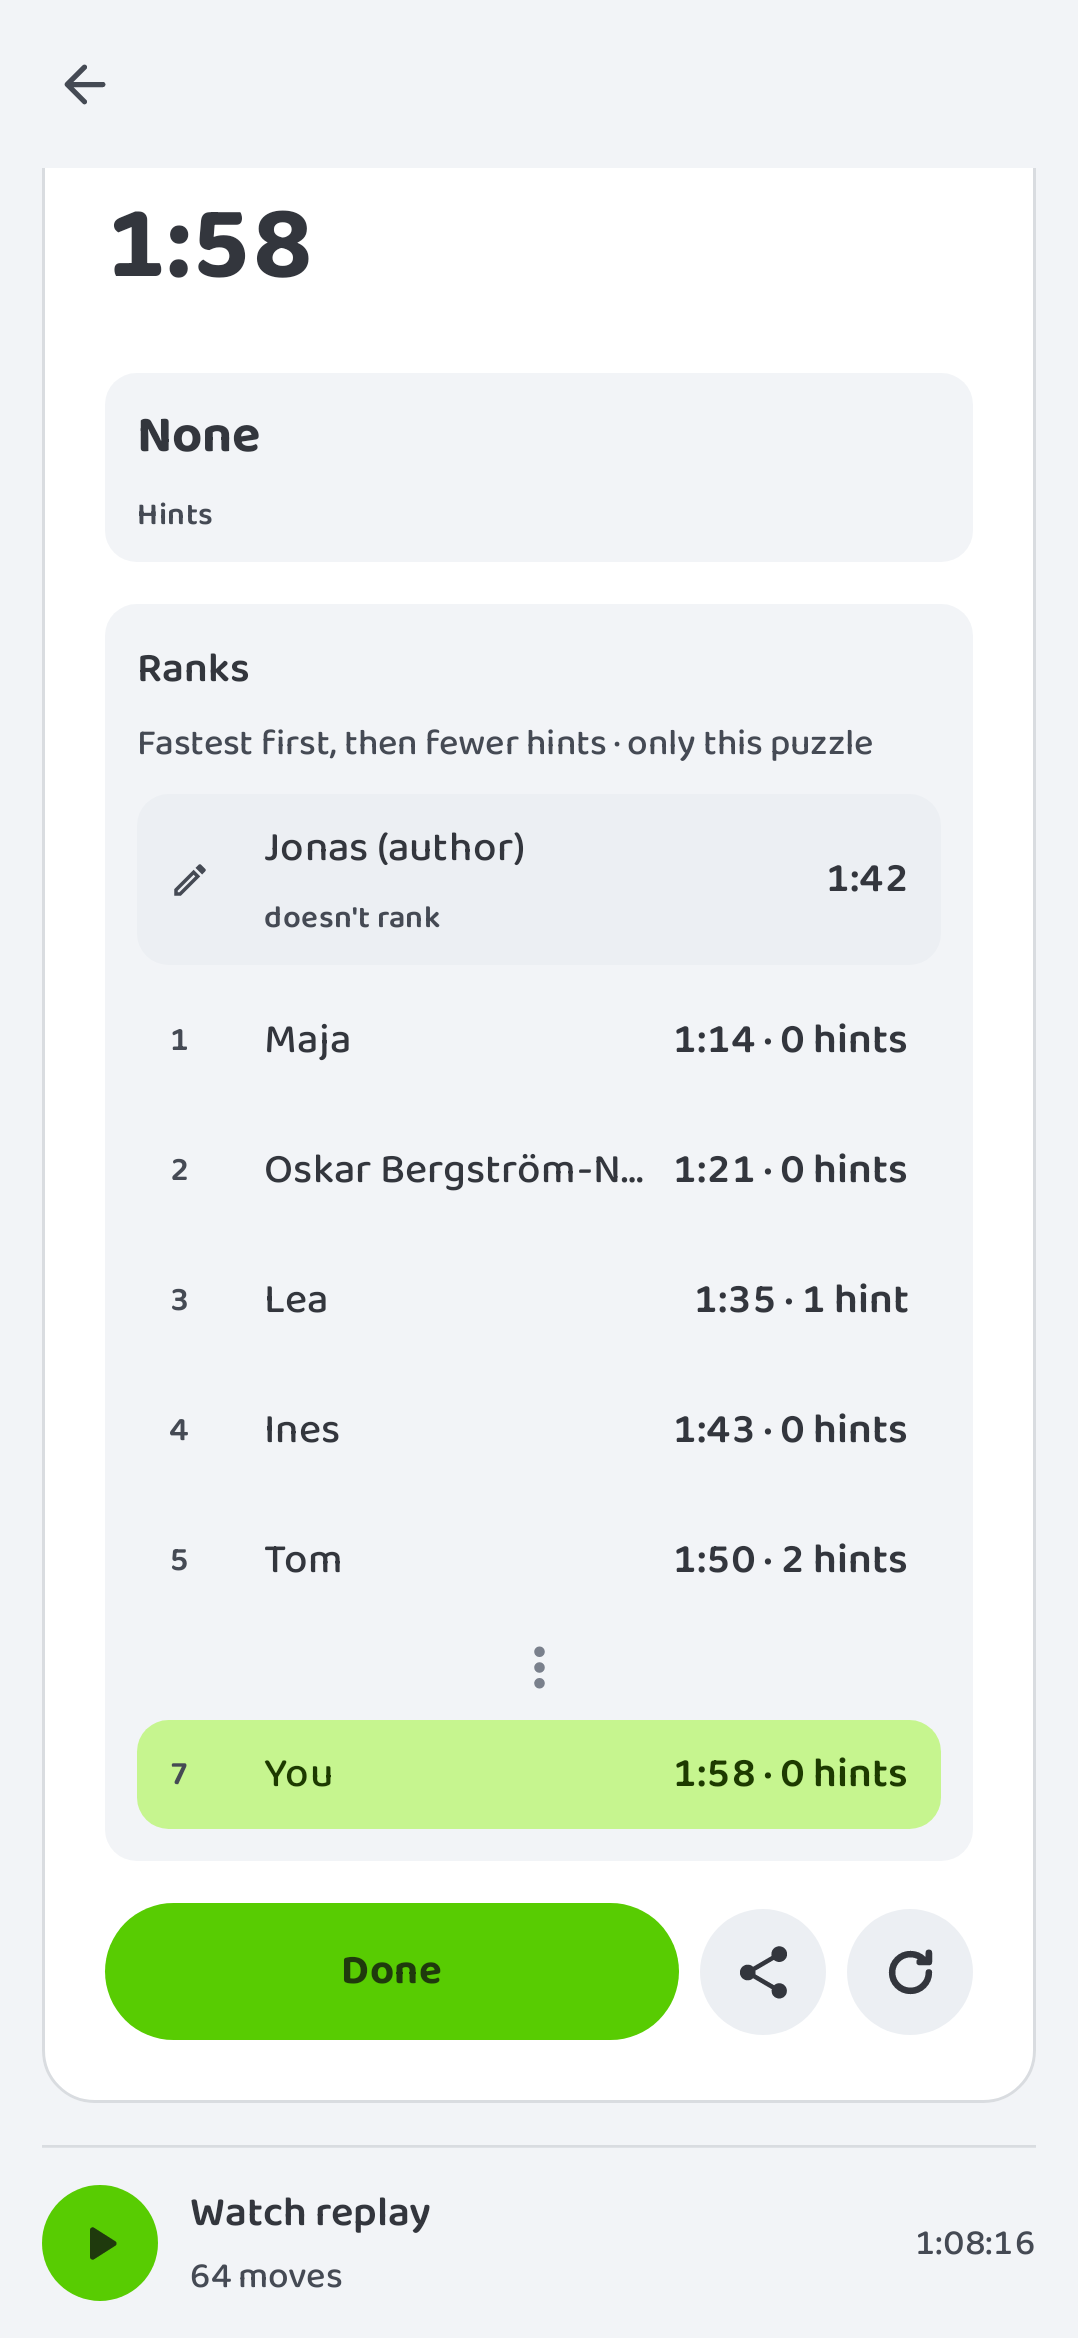 1:58
None
Hints
Ranks
Fastest first, then fewer hints · only this puzzle
Jonas (author)
doesn't rank
1:42
1 Maja 1:14 · 0 hints
2 Oskar Bergström-N... 1:21 · 0 hints
3 Lea 1:35 · 1 hint
4 Ines 1:43 · 0 hints
5 Tom 1:50 · 2 hints
7 You 1:58 · 0 hints
Done
Watch replay
64 moves
1:08:16